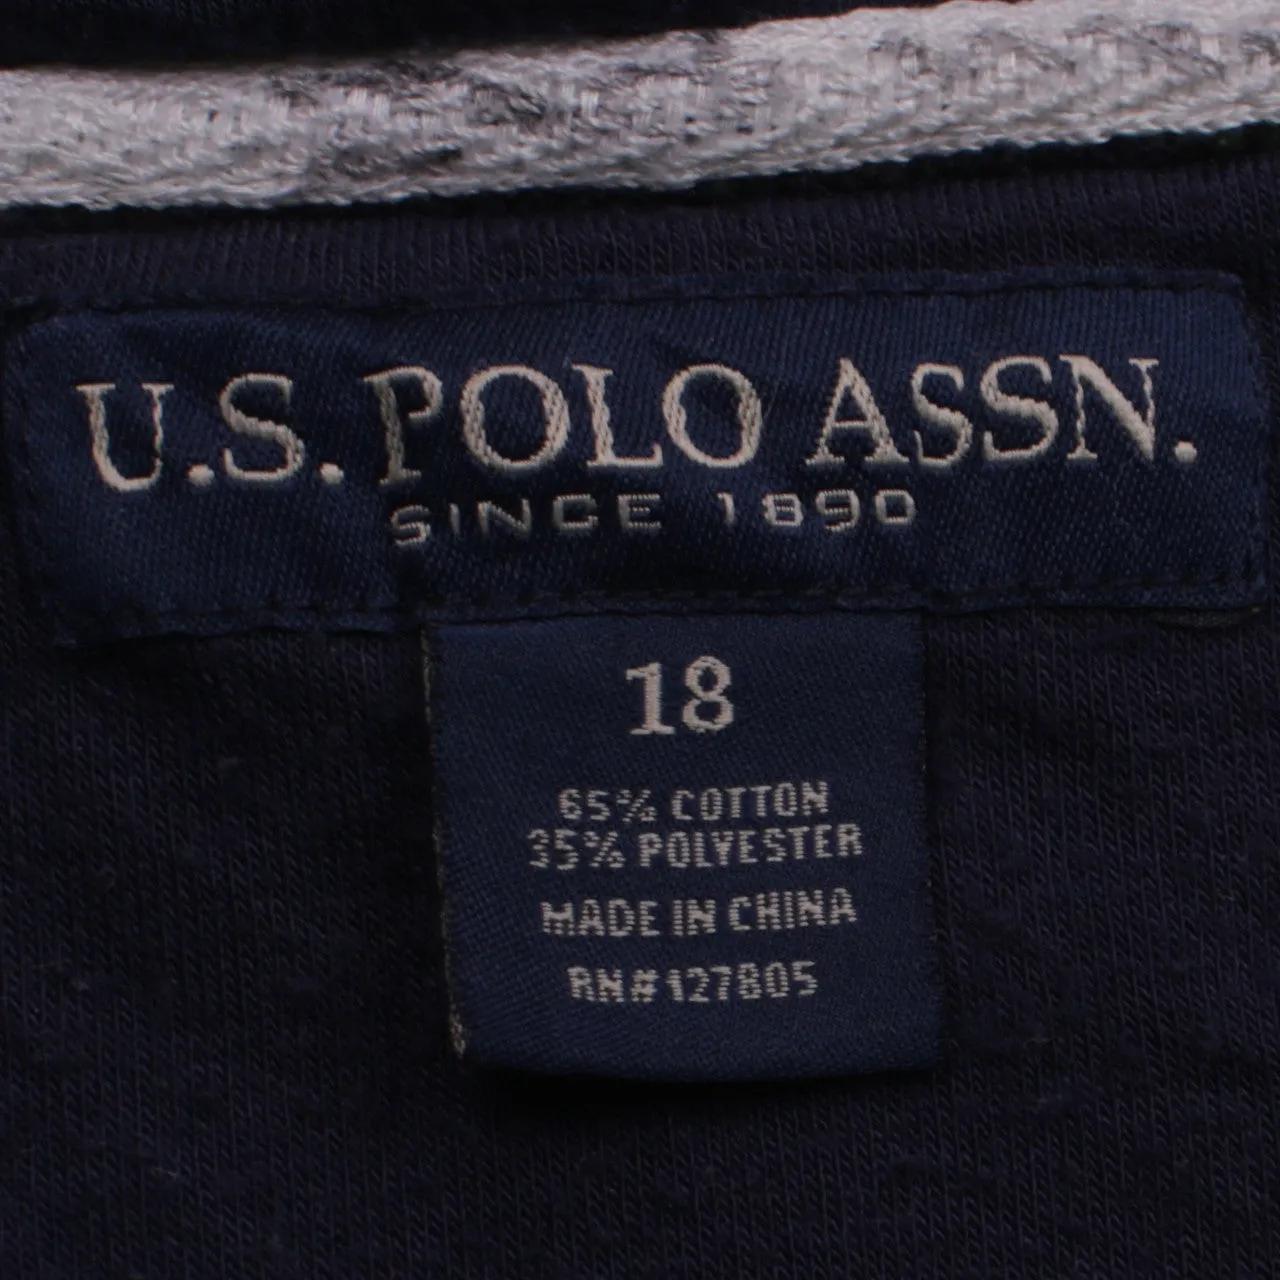 U.S. POLO ASSN.
SINCE 1890
18
65% COTTON
35% POLYESTER
MADE IN CHINA
RN#127805